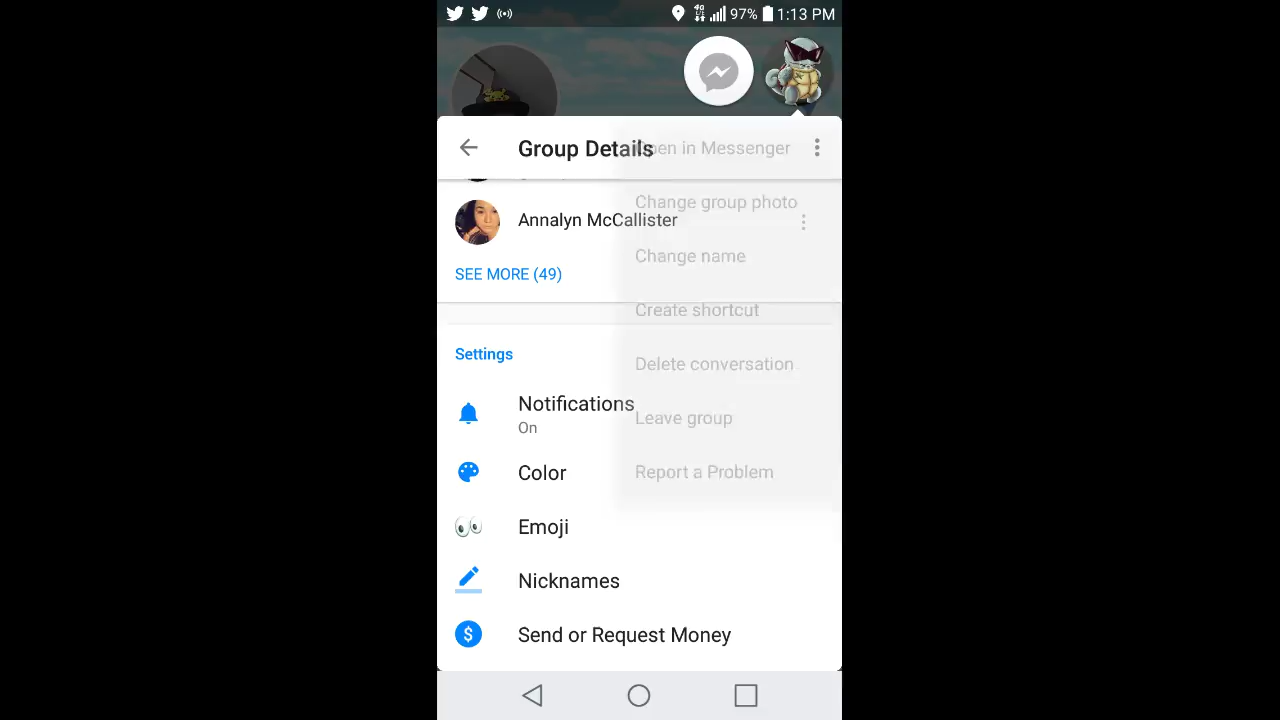 97% 1:13 PM
Group Details
Open in Messenger
Change group photo
Annalyn McCallister
Change name
SEE MORE (49)
Create shortcut
Settings
Delete conversation
Notifications
On
Leave group
Color
Report a Problem
Emoji
Nicknames
Send or Request Money